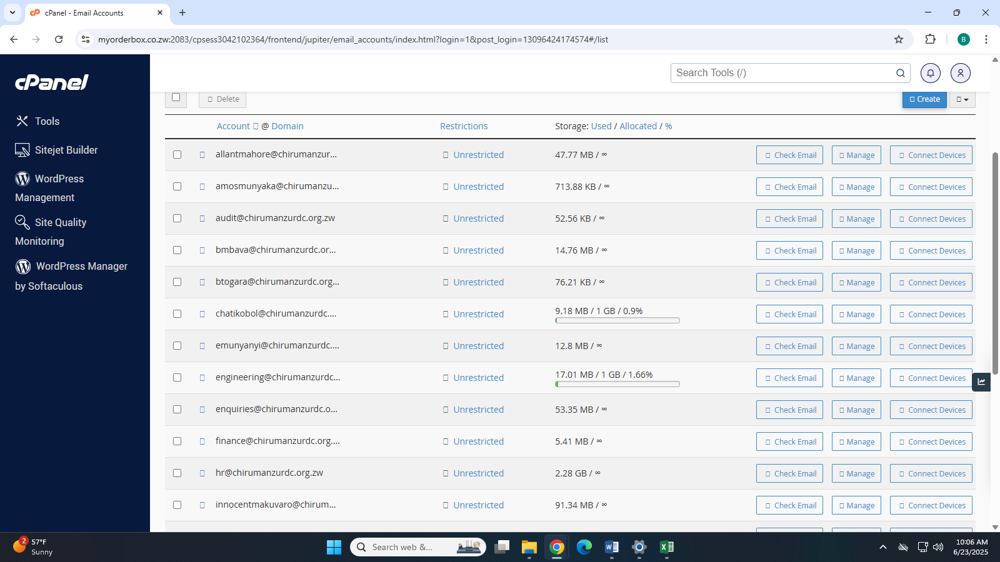 cPanel - Email Accounts
myorderbox.co.zw:2083/cpsess3042102364/frontend/jupiter/email_accounts/index.html?login=1&post_login=13096424174574#/list
B
cPanel
Search Tools (/)
Tools
Sitejet Builder
WordPress
Management
Site Quality
Monitoring
WordPress Manager
by Softaculous
Delete
Create
Account @ Domain
Restrictions
Storage: Used / Allocated / %
allantmahore@chirumanzur... Unrestricted 47.77 MB / ∞ Check Email Manage Connect Devices
amosmunyaka@chirumanzu... Unrestricted 713.88 KB / ∞ Check Email Manage Connect Devices
audit@chirumanzurdc.org.zw Unrestricted 52.56 KB / ∞ Check Email Manage Connect Devices
bmbava@chirumanzurdc.or... Unrestricted 14.76 MB / ∞ Check Email Manage Connect Devices
btogara@chirumanzurdc.org... Unrestricted 76.21 KB / ∞ Check Email Manage Connect Devices
chatikobol@chirumanzurdc.... Unrestricted 9.18 MB / 1 GB / 0.9% Check Email Manage Connect Devices
emunyanyi@chirumanzurdc.... Unrestricted 12.8 MB / ∞ Check Email Manage Connect Devices
engineering@chirumanzurdc... Unrestricted 17.01 MB / 1 GB / 1.66% Check Email Manage Connect Devices
enquiries@chirumanzurdc.o... Unrestricted 53.35 MB / ∞ Check Email Manage Connect Devices
finance@chirumanzurdc.org.... Unrestricted 5.41 MB / ∞ Check Email Manage Connect Devices
hr@chirumanzurdc.org.zw Unrestricted 2.28 GB / ∞ Check Email Manage Connect Devices
innocentmakuvaro@chirum... Unrestricted 91.34 MB / ∞ Check Email Manage Connect Devices
2
57°F
Sunny
Search web &...
10:06 AM
6/23/2025